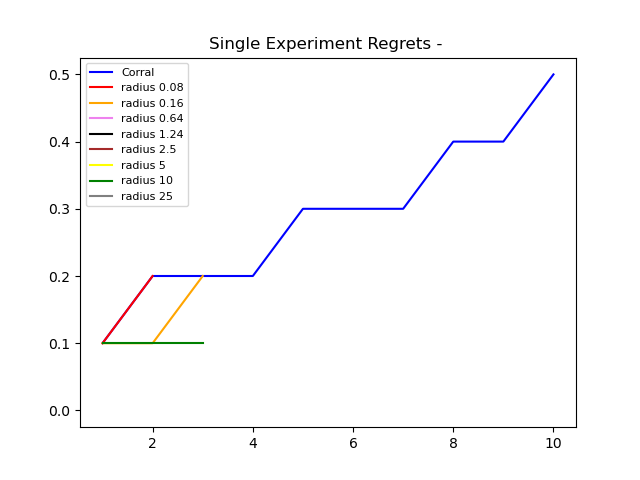 Single Experiment Regrets -
Corral
radius 0.08
radius 0.16
radius 0.64
radius 1.24
radius 2.5
radius 5
radius 10
radius 25
0.5
0.4
0.3
0.2
0.1
0.0
2 4 6 8 10